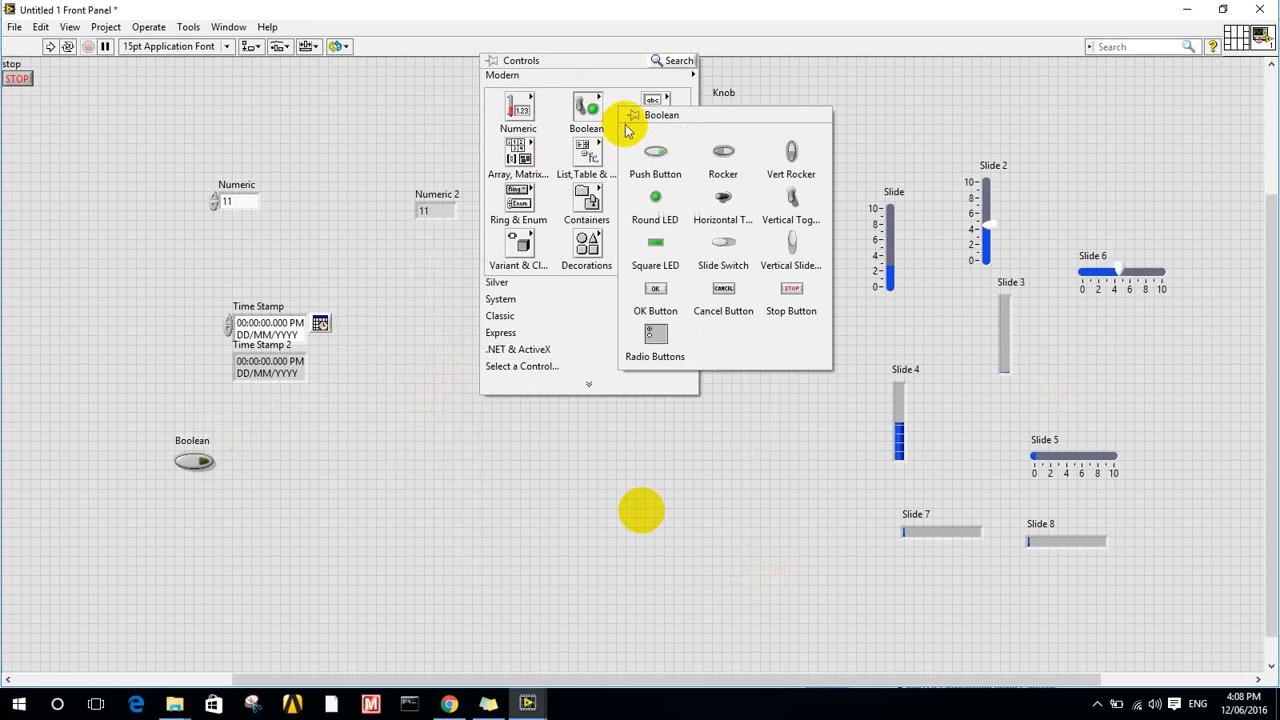 Untitled 1 Front Panel *
File Edit View Project Operate Tools Window Help
15pt Application Font
Search
stop
STOP
Controls
Search
Modern
Numeric
Boolean
Array, Matrix...
List,Table & ...
Ring & Enum
Containers
Variant & Cl...
Decorations
Silver
System
Classic
Express
.NET & ActiveX
Select a Control...
Boolean
Push Button
Rocker
Vert Rocker
Round LED
Horizontal T...
Vertical Tog...
Square LED
Slide Switch
Vertical Slide...
OK
CANCEL
STOP
OK Button
Cancel Button
Stop Button
Radio Buttons
Knob
Numeric
11
Numeric 2
11
Time Stamp
00:00:00.000 PM
DD/MM/YYYY
Time Stamp 2
00:00:00.000 PM
DD/MM/YYYY
Boolean
Slide
10
8
6
4
2
0
Slide 2
10
8
6
4
2
0
Slide 6
0 2 4 6 8 10
Slide 3
Slide 4
Slide 5
0 2 4 6 8 10
Slide 7
Slide 8
ENG
4:08 PM
12/06/2016